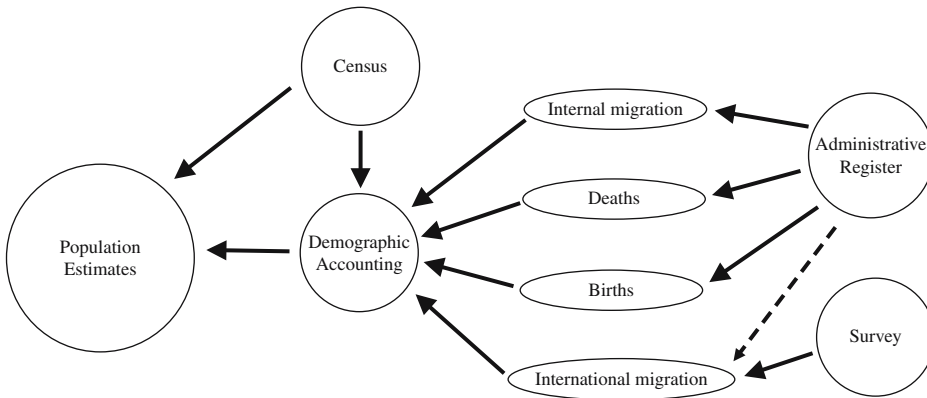 Census
Internal migration
Administrative
Register
Deaths
Population
Estimates
Demographic
Accounting
Births
Survey
International migration